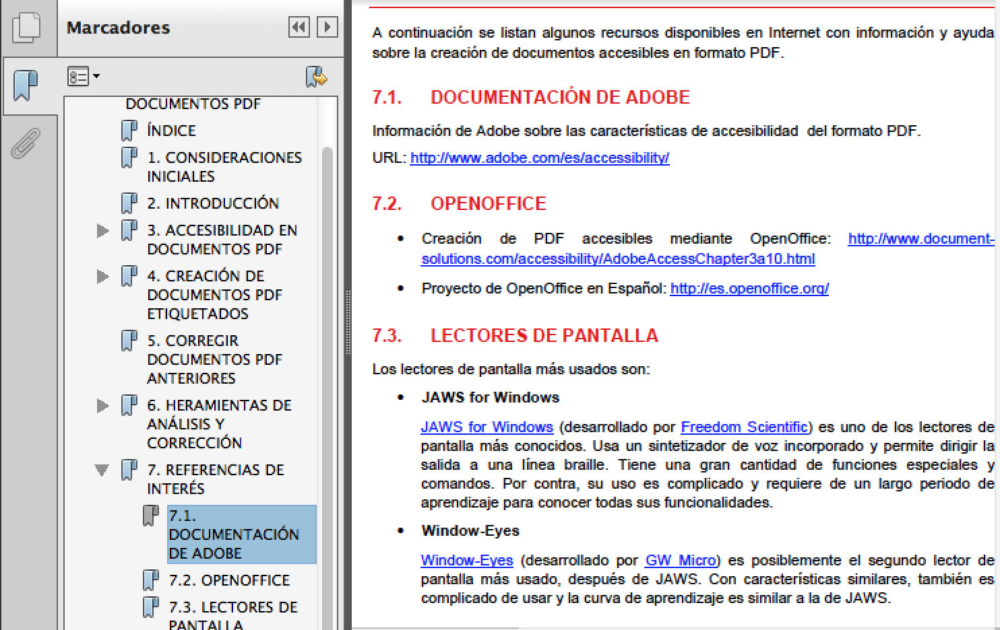 Marcadores
DOCUMENTOS PDF
ÍNDICE
1. CONSIDERACIONES
INICIALES
2. INTRODUCCIÓN
3. ACCESIBILIDAD EN
DOCUMENTOS PDF
4. CREACIÓN DE
DOCUMENTOS PDF
ETIQUETADOS
5. CORREGIR
DOCUMENTOS PDF
ANTERIORES
6. HERAMIENTAS DE
ANÁLISIS Y
CORRECCIÓN
7. REFERENCIAS DE
INTERÉS
7.1.
DOCUMENTACIÓN
DE ADOBE
7.2. OPENOFFICE
7.3. LECTORES DE
PANTALLA
A continuación se listan algunos recursos disponibles en Internet con información y ayuda
sobre la creación de documentos accesibles en formato PDF.
7.1. DOCUMENTACIÓN DE ADOBE
Información de Adobe sobre las características de accesibilidad del formato PDF.
URL: http://www.adobe.com/es/accessibility/
7.2. OPENOFFICE
• Creación de PDF accesibles mediante OpenOffice: http://www.document-
solutions.com/accessibility/AdobeAccessChapter3a10.html
• Proyecto de OpenOffice en Español: http://es.openoffice.org/
7.3. LECTORES DE PANTALLA
Los lectores de pantalla más usados son:
• JAWS for Windows
JAWS for Windows (desarrollado por Freedom Scientific) es uno de los lectores de
pantalla más conocidos. Usa un sintetizador de voz incorporado y permite dirigir la
salida a una línea braille. Tiene una gran cantidad de funciones especiales y
comandos. Por contra, su uso es complicado y requiere de un largo periodo de
aprendizaje para conocer todas sus funcionalidades.
• Window-Eyes
Window-Eyes (desarrollado por GW Micro) es posiblemente el segundo lector de
pantalla más usado, después de JAWS. Con características similares, también es
complicado de usar y la curva de aprendizaje es similar a la de JAWS.